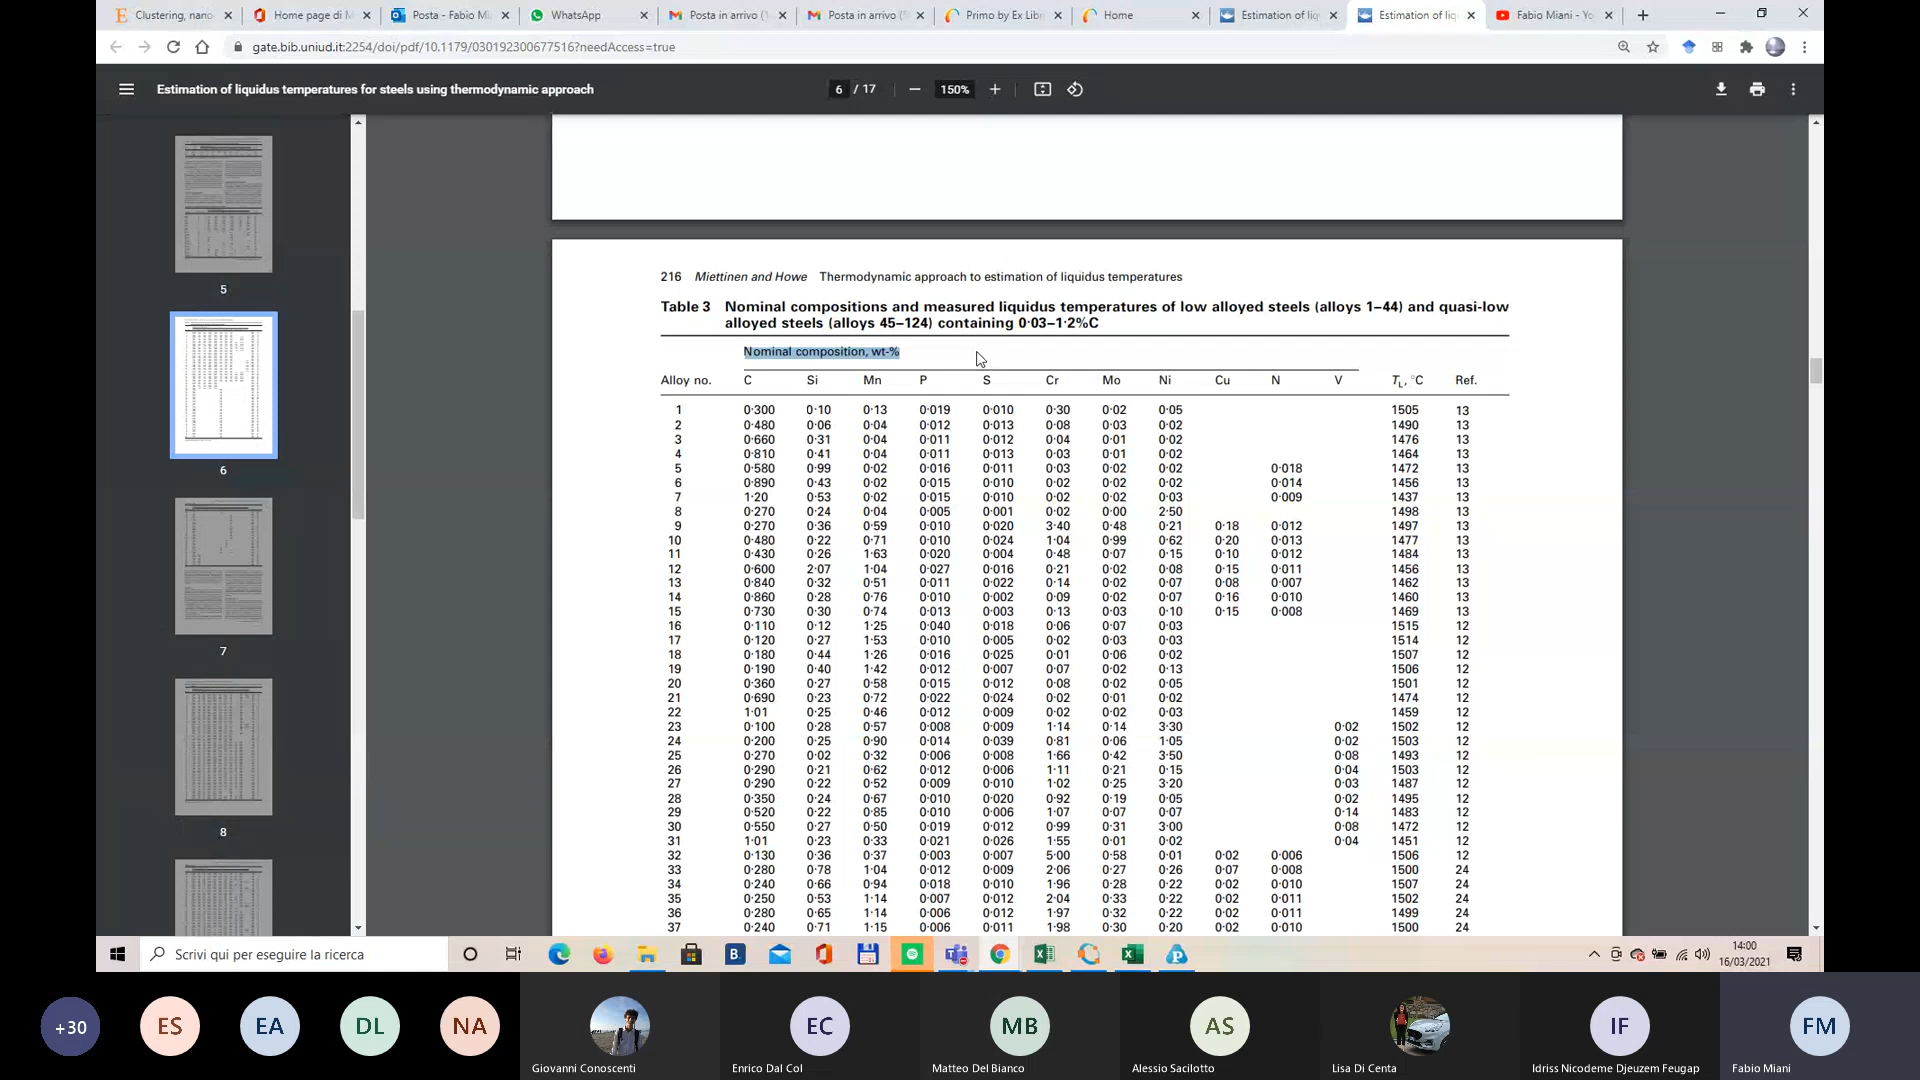 Clustering, nano
Home page di M
Posta - Fabio Mi
WhatsApp
Posta in arrivo (
Posta in arrivo (
Primo by Ex Libr
Home
Estimation of liq
Estimation of liq
Fabio Miani - Yo
gate.bib.uniud.it:2254/doi/pdf/10.1179/030192300677516?needAccess=true
Estimation of liquidus temperatures for steels using thermodynamic approach
6 / 17
150%
5
6
7
8
216 Miettinen and Howe Thermodynamic approach to estimation of liquidus temperatures
Table 3 Nominal compositions and measured liquidus temperatures of low alloyed steels (alloys 1–44) and quasi-low
alloyed steels (alloys 45–124) containing 0·03–1·2%C
Nominal composition, wt-%
Alloy no. C Si Mn P S Cr Mo Ni Cu N V TL, °C Ref.
1 0·300 0·10 0·13 0·019 0·010 0·30 0·02 0·05 1505 13
2 0·480 0·06 0·04 0·012 0·013 0·08 0·03 0·02 1490 13
3 0·660 0·31 0·04 0·011 0·012 0·04 0·01 0·02 1476 13
4 0·810 0·41 0·04 0·011 0·013 0·03 0·01 0·02 1464 13
5 0·580 0·99 0·02 0·016 0·011 0·03 0·02 0·02 0·018 1472 13
6 0·890 0·43 0·02 0·015 0·010 0·02 0·02 0·02 0·014 1456 13
7 1·20 0·53 0·02 0·015 0·010 0·02 0·02 0·03 0·009 1437 13
8 0·270 0·24 0·04 0·005 0·001 0·02 0·00 2·50 1498 13
9 0·270 0·36 0·59 0·010 0·020 3·40 0·48 0·21 0·18 0·012 1497 13
10 0·480 0·22 0·71 0·010 0·024 1·04 0·99 0·62 0·20 0·013 1477 13
11 0·430 0·26 1·63 0·020 0·004 0·48 0·07 0·15 0·10 0·012 1484 13
12 0·600 2·07 1·04 0·027 0·016 0·21 0·02 0·08 0·15 0·011 1456 13
13 0·840 0·32 0·51 0·011 0·022 0·14 0·02 0·07 0·08 0·007 1462 13
14 0·860 0·28 0·76 0·010 0·002 0·09 0·02 0·07 0·16 0·010 1460 13
15 0·730 0·30 0·74 0·013 0·003 0·13 0·03 0·10 0·15 0·008 1469 13
16 0·110 0·12 1·25 0·040 0·018 0·06 0·07 0·03 1515 12
17 0·120 0·27 1·53 0·010 0·005 0·02 0·03 0·03 1514 12
18 0·180 0·44 1·26 0·016 0·025 0·01 0·06 0·02 1507 12
19 0·190 0·40 1·42 0·012 0·007 0·07 0·02 0·13 1506 12
20 0·360 0·27 0·58 0·015 0·012 0·08 0·02 0·05 1501 12
21 0·690 0·23 0·72 0·022 0·024 0·02 0·01 0·02 1474 12
22 1·01 0·25 0·46 0·012 0·009 0·02 0·02 0·03 1459 12
23 0·100 0·28 0·57 0·008 0·009 1·14 0·14 3·30 0·02 1502 12
24 0·200 0·25 0·90 0·014 0·039 0·81 0·06 1·05 0·02 1503 12
25 0·270 0·02 0·32 0·006 0·008 1·66 0·42 3·50 0·08 1493 12
26 0·290 0·21 0·62 0·012 0·006 1·11 0·21 0·15 0·04 1503 12
27 0·290 0·22 0·52 0·009 0·010 1·02 0·25 3·20 0·03 1487 12
28 0·350 0·24 0·67 0·010 0·020 0·92 0·19 0·05 0·02 1495 12
29 0·520 0·22 0·85 0·010 0·006 1·07 0·07 0·07 0·14 1483 12
30 0·550 0·27 0·50 0·019 0·012 0·99 0·31 3·00 0·08 1472 12
31 1·01 0·23 0·33 0·021 0·026 1·55 0·01 0·02 0·04 1451 12
32 0·130 0·36 0·37 0·003 0·007 5·00 0·58 0·01 0·02 0·006 1506 12
33 0·280 0·78 1·04 0·012 0·009 2·06 0·27 0·26 0·07 0·008 1500 24
34 0·240 0·66 0·94 0·018 0·010 1·96 0·28 0·22 0·02 0·010 1507 24
35 0·250 0·53 1·14 0·007 0·012 2·04 0·33 0·22 0·02 0·011 1502 24
36 0·280 0·65 1·14 0·006 0·012 1·97 0·32 0·22 0·02 0·011 1499 24
37 0·240 0·71 1·15 0·006 0·011 1·98 0·30 0·20 0·02 0·010 1500 24
Scrivi qui per eseguire la ricerca
14:00
16/03/2021
+30
ES
EA
DL
NA
EC
MB
AS
IF
FM
Giovanni Conoscenti
Enrico Dal Col
Matteo Del Bianco
Alessio Sacilotto
Lisa Di Centa
Idriss Nicodeme Djeuzem Feugap
Fabio Miani